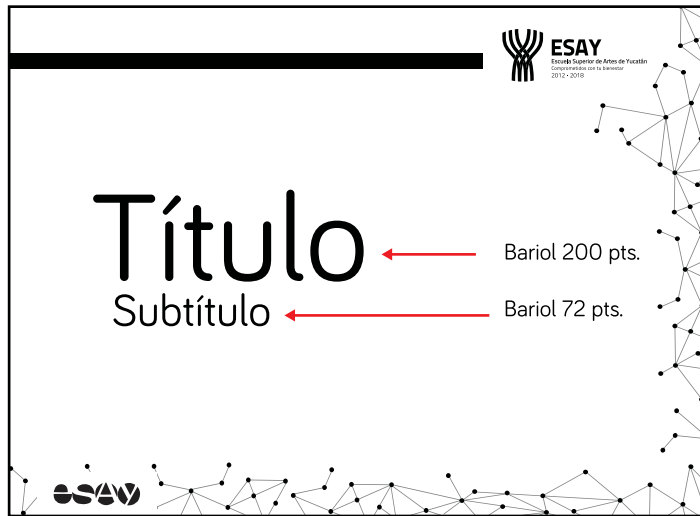 ESAY
Escuela Superior de Artes de Yucatán
Comprometidos con tu bienestar
2012 • 2018
Título
Bariol 200 pts.
Subtítulo
Bariol 72 pts.
esay